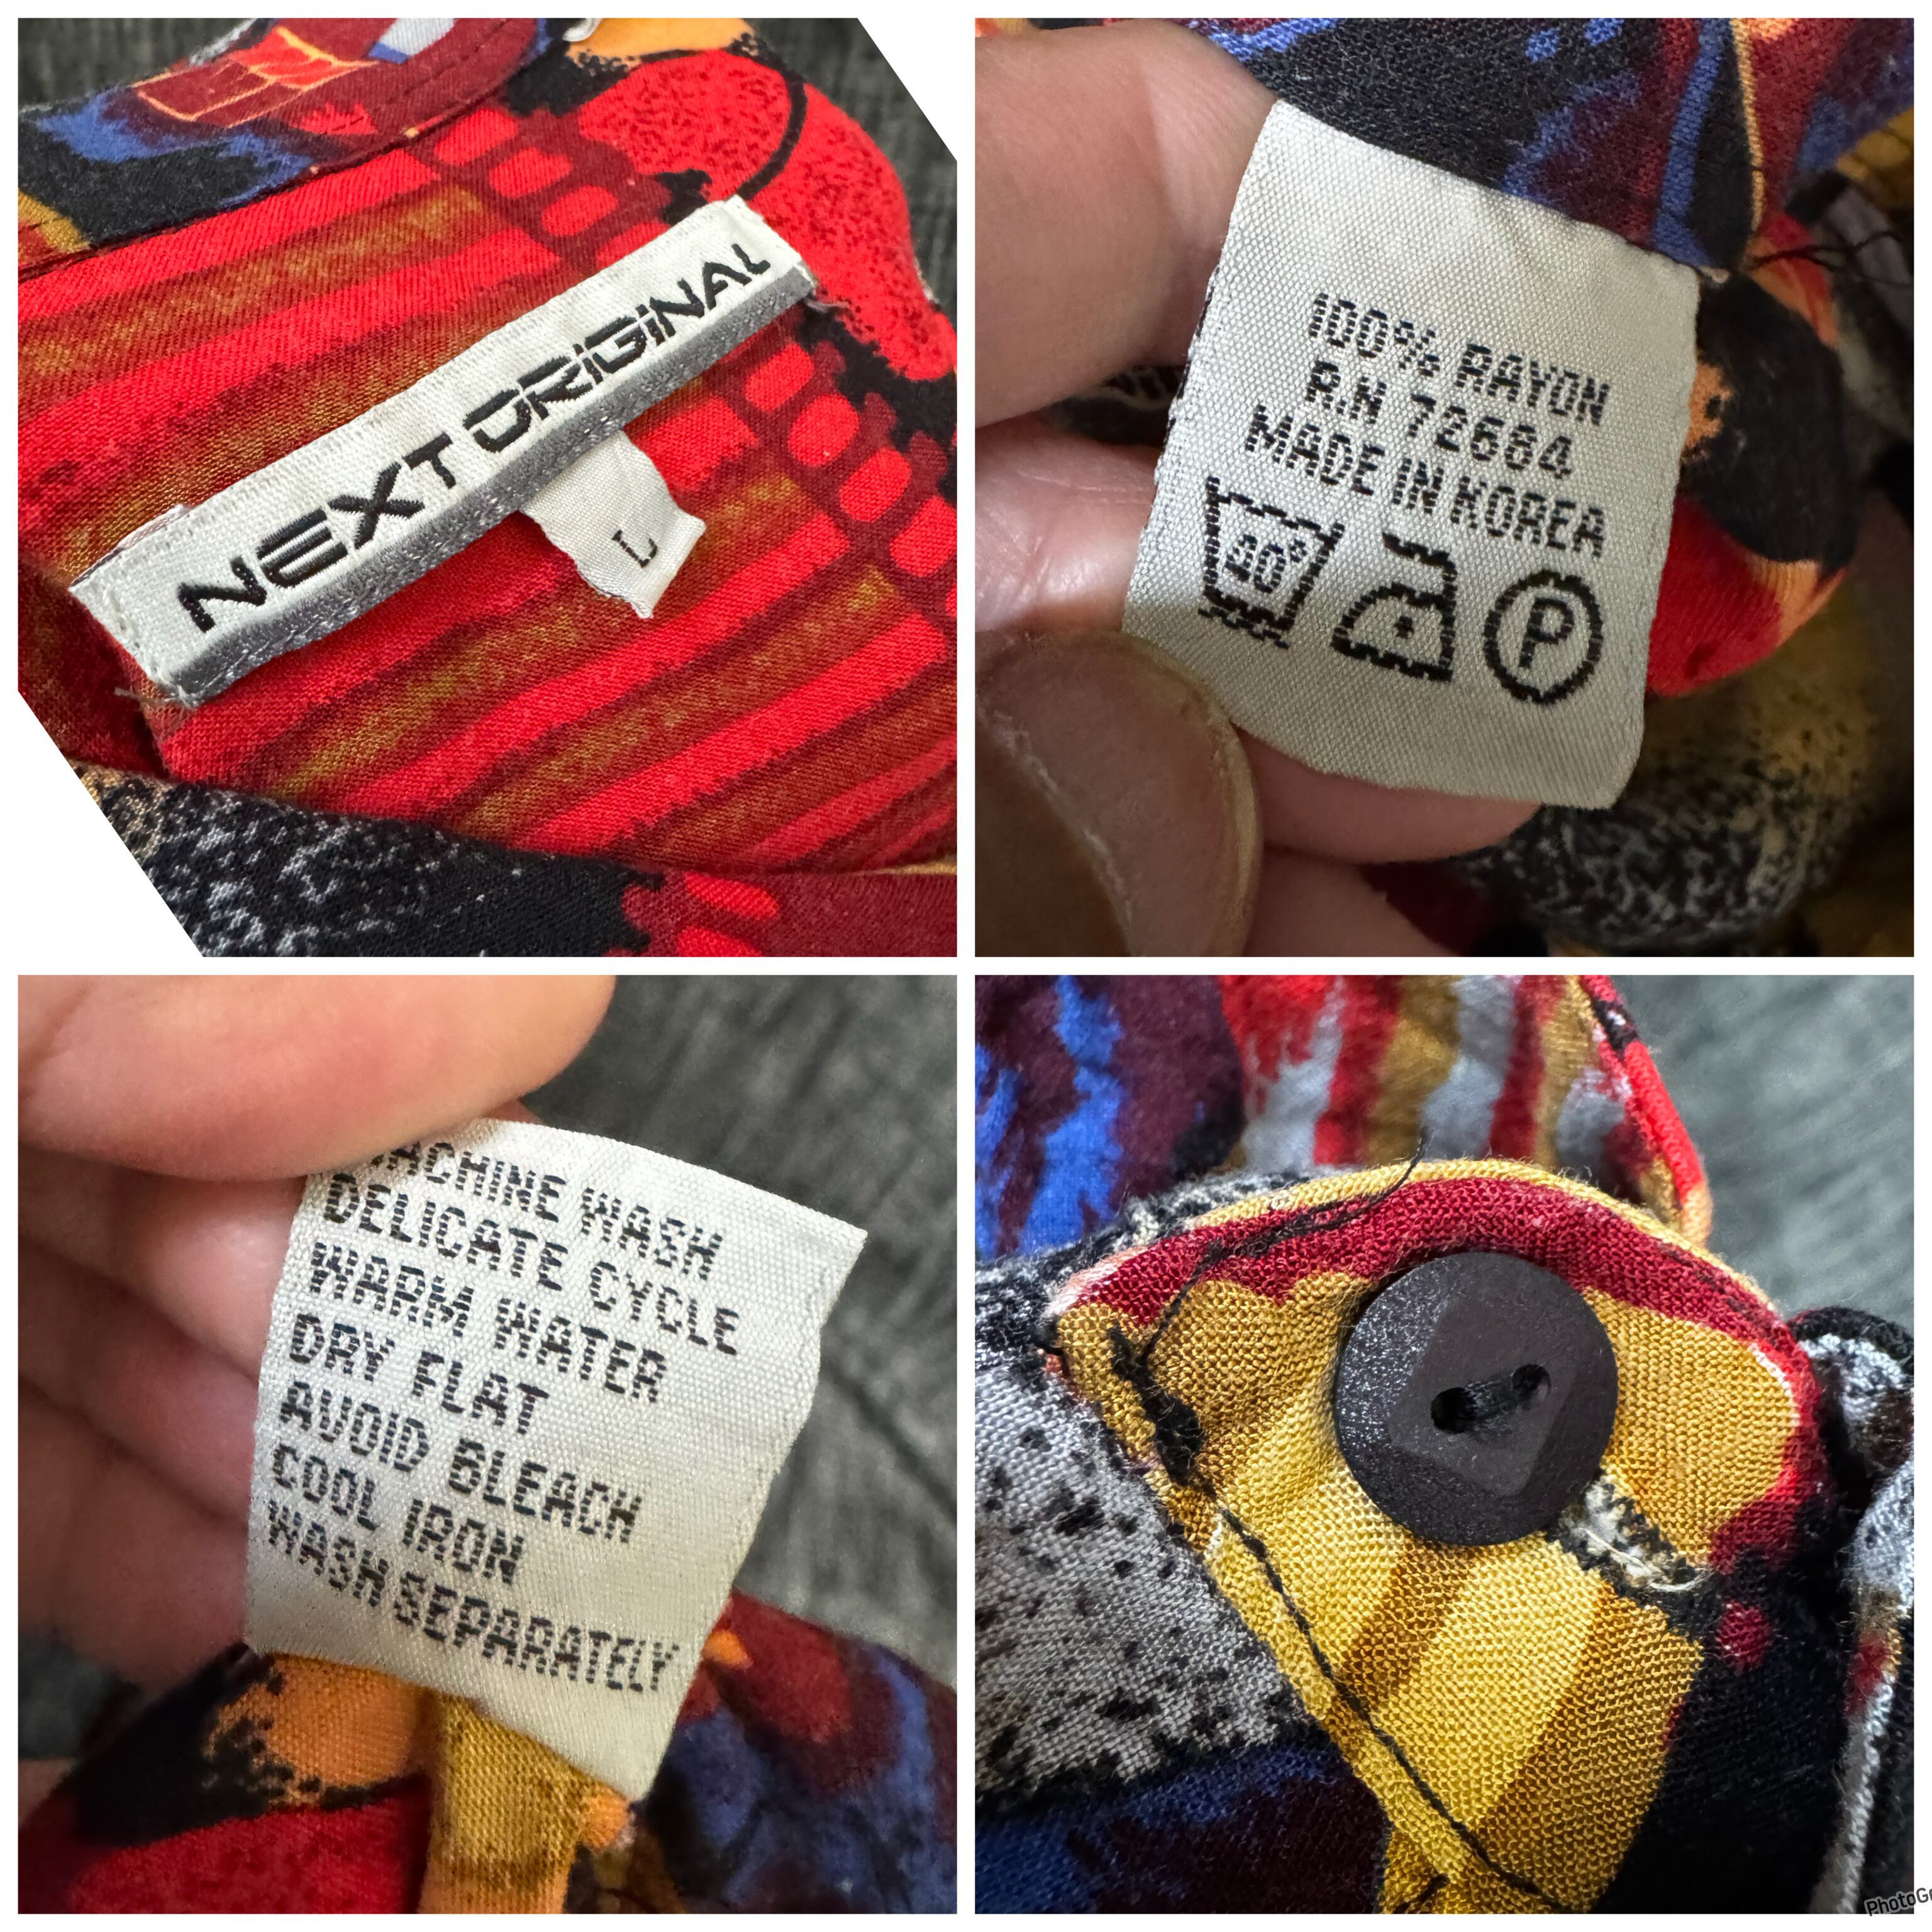 NEXT ORIGINAL
L
100% RAYON
R.N 72684
MADE IN KOREA
40°
P
MACHINE WASH
DELICATE CYCLE
WARM WATER
DRY FLAT
AVOID BLEACH
COOL IRON
WASH SEPARATELY